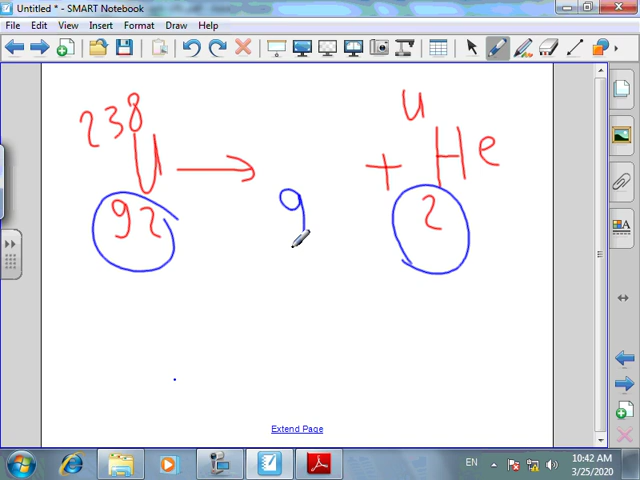 Untitled * - SMART Notebook
File Edit View Insert Format Tools Draw Help
238 U → + 4 He
92 9 2
Extend Page
EN 10:42 AM
3/25/2020